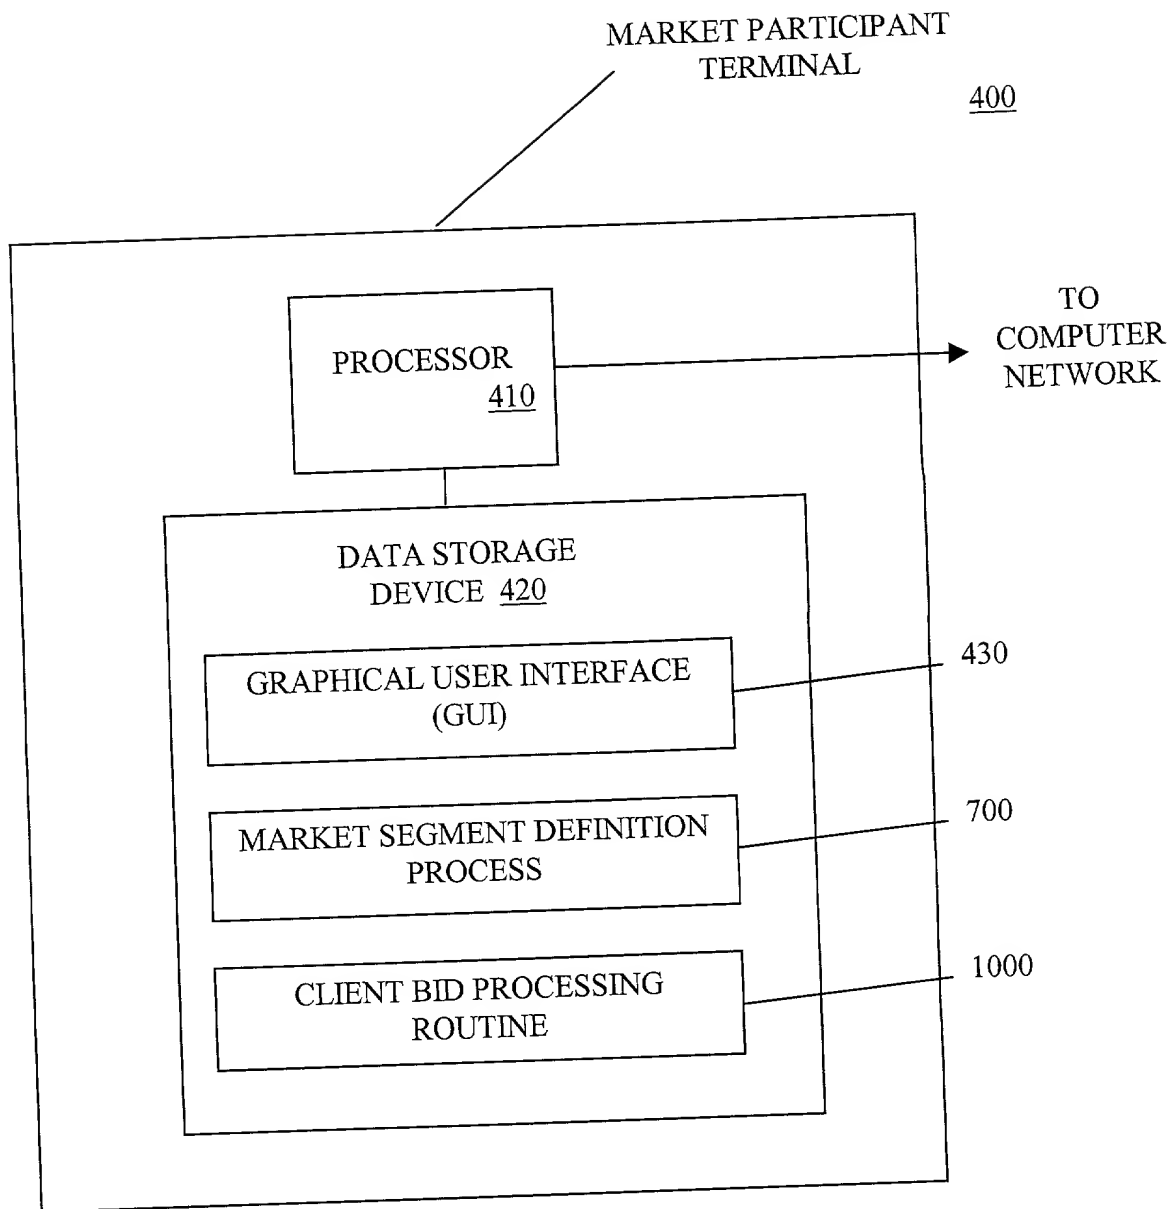 MARKET PARTICIPANT
TERMINAL
400
TO
COMPUTER
NETWORK
PROCESSOR
410
DATA STORAGE
DEVICE 420
GRAPHICAL USER INTERFACE
(GUI)
430
MARKET SEGMENT DEFINITION
PROCESS
700
CLIENT BID PROCESSING
ROUTINE
1000